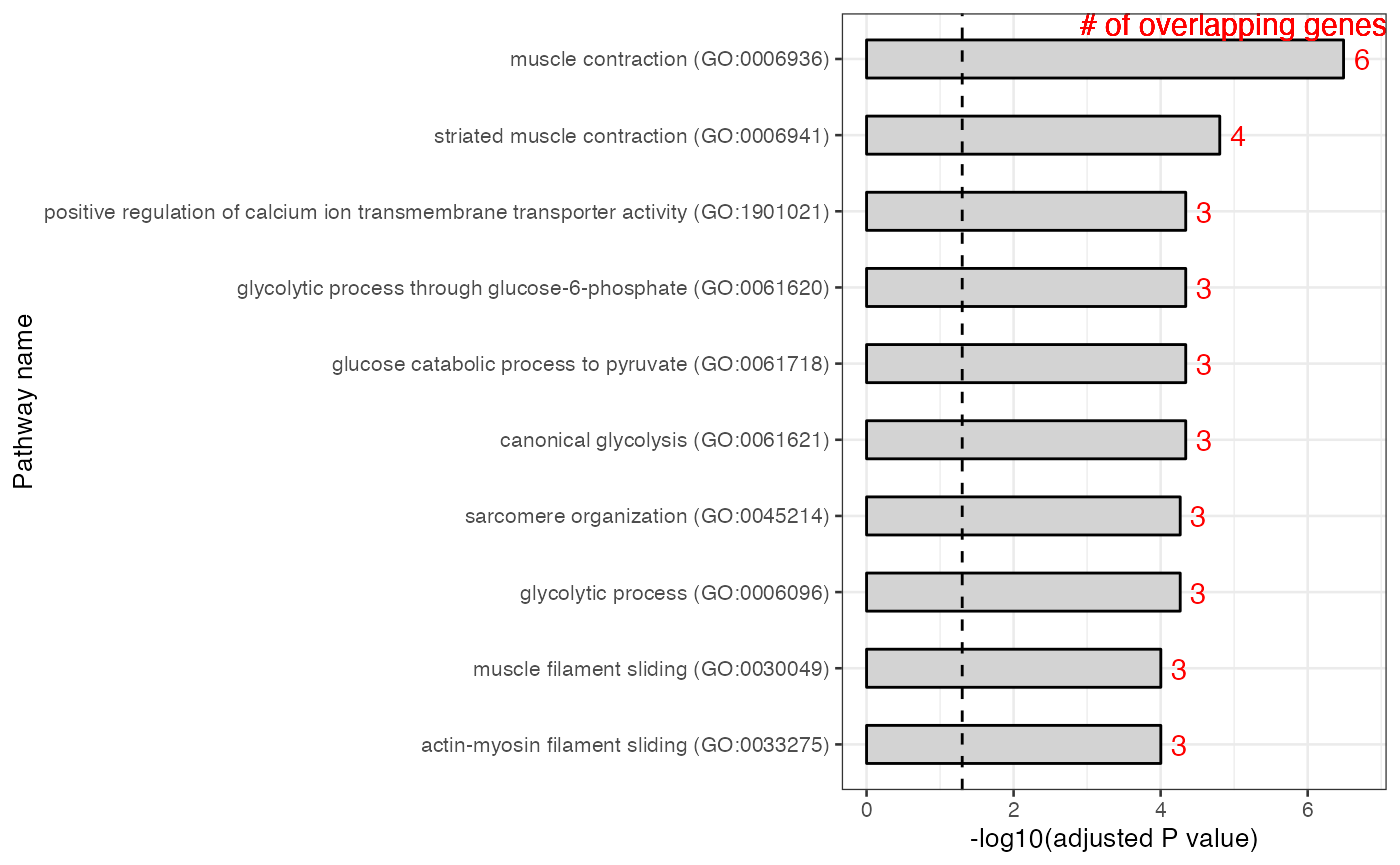 # of overlapping genes
muscle contraction (GO:0006936)
6
striated muscle contraction (GO:0006941)
4
positive regulation of calcium ion transmembrane transporter activity (GO:1901021)
3
glycolytic process through glucose-6-phosphate (GO:0061620)
3
glucose catabolic process to pyruvate (GO:0061718)
3
canonical glycolysis (GO:0061621)
3
sarcomere organization (GO:0045214)
3
glycolytic process (GO:0006096)
3
muscle filament sliding (GO:0030049)
3
actin-myosin filament sliding (GO:0033275)
3
Pathway name
0 2 4 6
-log10(adjusted P value)